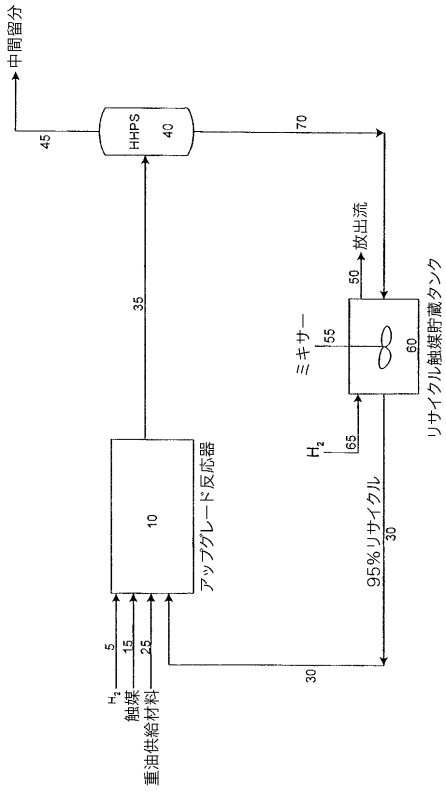 中間留分
45
HHPS
40
70
35
50
放出流
ミキサー
55
60
リサイクル触媒貯蔵タンク
H₂
65
10
アップグレード反応器
95%リサイクル
30
5
H₂
15
触媒
25
重油供給材料
30